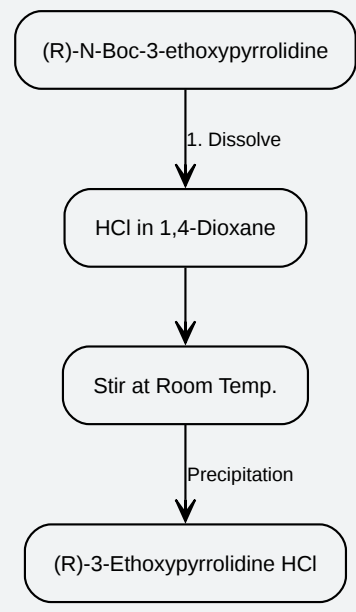 (R)-N-Boc-3-ethoxypyrrolidine
1. Dissolve
HCl in 1,4-Dioxane
Stir at Room Temp.
Precipitation
(R)-3-Ethoxypyrrolidine HCl